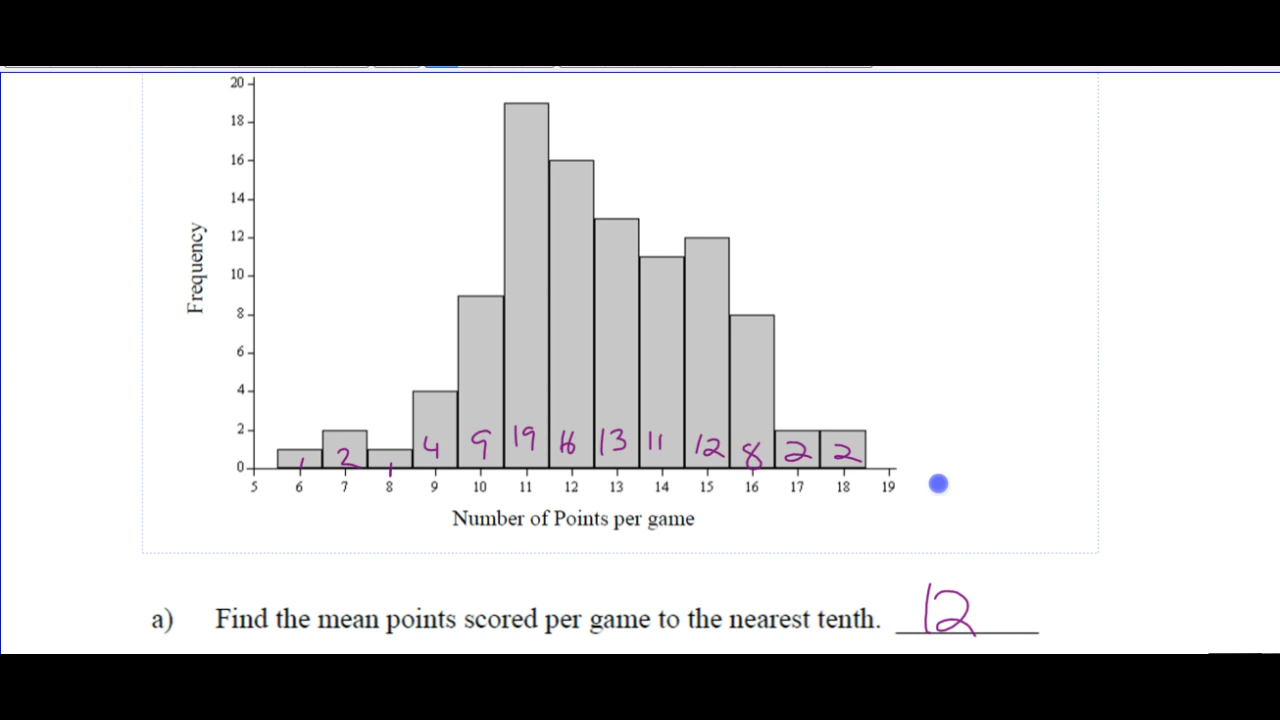 20
18
16
14
12
10
8
6
4
2
0
Frequency
1 2 1 4 9 19 16 13 11 12 8 2 2
5 6 7 8 9 10 11 12 13 14 15 16 17 18 19
Number of Points per game
a) Find the mean points scored per game to the nearest tenth. 12